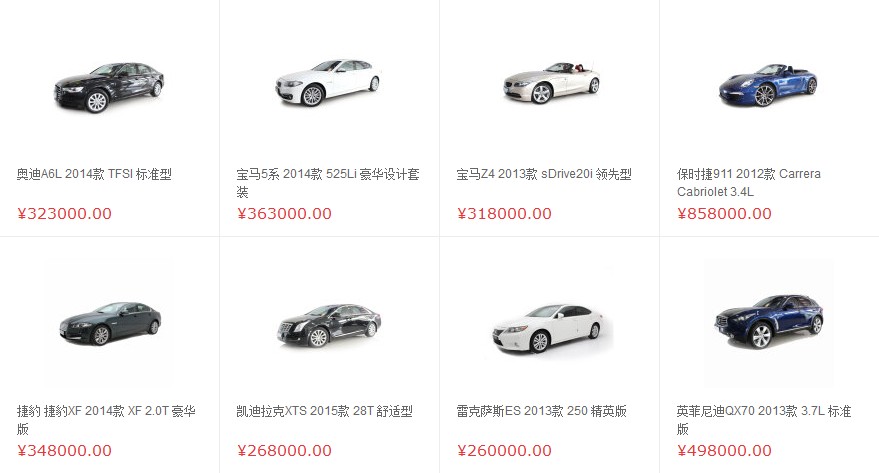 奥迪A6L 2014款 TFSI 标准型
¥323000.00
宝马5系 2014款 525Li 豪华设计套
装
¥363000.00
宝马Z4 2013款 sDrive20i 领先型
¥318000.00
保时捷911 2012款 Carrera
Cabriolet 3.4L
¥858000.00
捷豹 捷豹XF 2014款 XF 2.0T 豪华
版
¥348000.00
凯迪拉克XTS 2015款 28T 舒适型
¥268000.00
雷克萨斯ES 2013款 250 精英版
¥260000.00
英菲尼迪QX70 2013款 3.7L 标准
版
¥498000.00